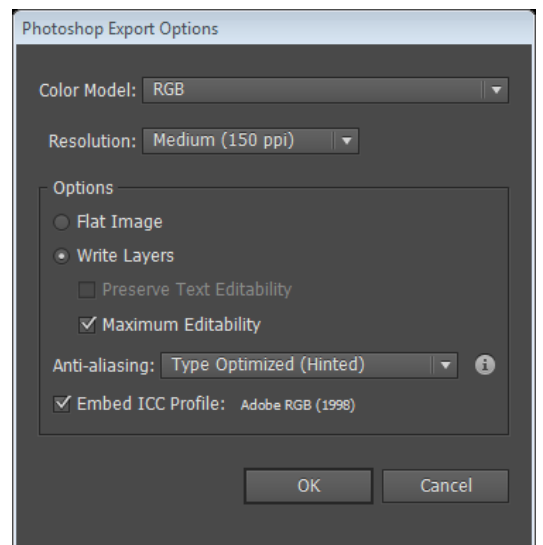 Photoshop Export Options
Color Model: RGB
Resolution: Medium (150 ppi)
Options
Flat Image
Write Layers
Preserve Text Editability
Maximum Editability
Anti-aliasing: Type Optimized (Hinted)
Embed ICC Profile: Adobe RGB (1998)
OK Cancel